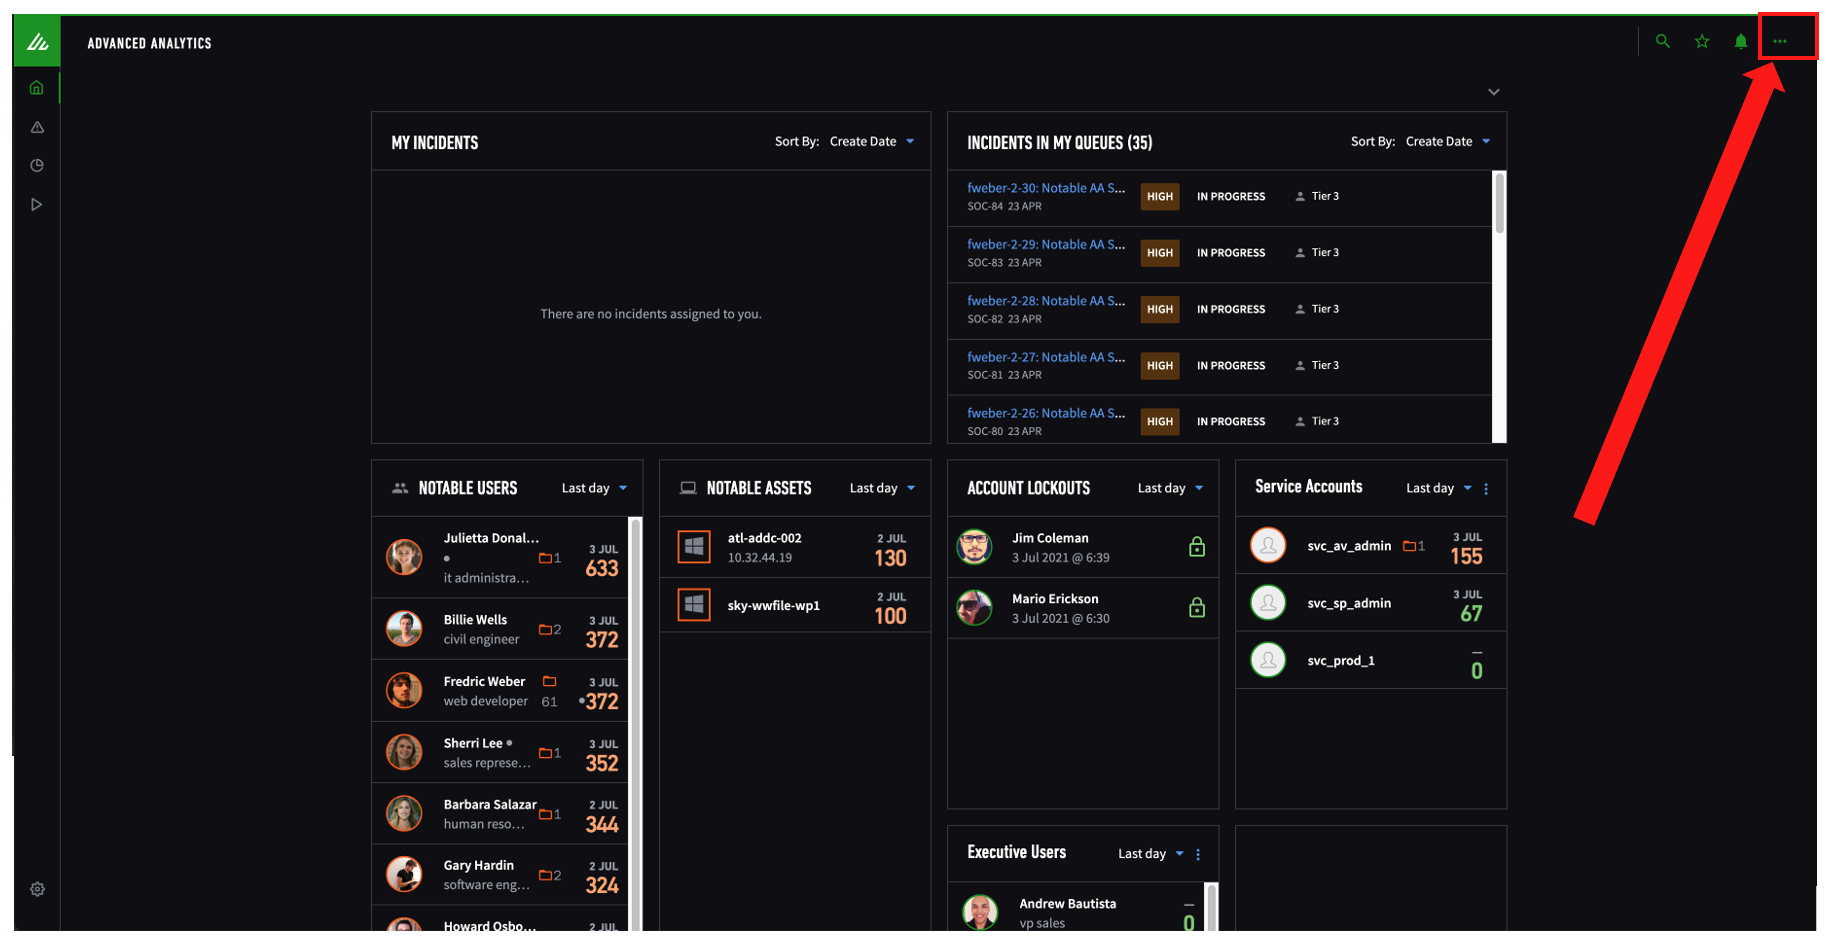 ADVANCED ANALYTICS
MY INCIDENTS
Sort By: Create Date
There are no incidents assigned to you.
INCIDENTS IN MY QUEUES (35)
Sort By: Create Date
fweber-2-30: Notable AA S...
HIGH
IN PROGRESS
Tier 3
SOC-84 23 APR
fweber-2-29: Notable AA S...
HIGH
IN PROGRESS
Tier 3
SOC-83 23 APR
fweber-2-28: Notable AA S...
HIGH
IN PROGRESS
Tier 3
SOC-82 23 APR
fweber-2-27: Notable AA S...
HIGH
IN PROGRESS
Tier 3
SOC-81 23 APR
fweber-2-26: Notable AA S...
HIGH
IN PROGRESS
Tier 3
SOC-80 23 APR
NOTABLE USERS
Last day
Julietta Donal...
it administra...
1
3 JUL
633
Billie Wells
civil engineer
2
3 JUL
372
Fredric Weber
web developer
61
3 JUL
372
Sherri Lee
sales represe...
1
3 JUL
352
Barbara Salazar
human reso...
1
2 JUL
344
Gary Hardin
software eng...
2
2 JUL
324
Howard Osbo...
2 JUL
NOTABLE ASSETS
Last day
atl-addc-002
10.32.44.19
2 JUL
130
sky-wwfile-wp1
2 JUL
100
ACCOUNT LOCKOUTS
Last day
Jim Coleman
3 Jul 2021 @ 6:39
Mario Erickson
3 Jul 2021 @ 6:30
Service Accounts
Last day
svc_av_admin
1
3 JUL
155
svc_sp_admin
3 JUL
67
svc_prod_1
—
0
Executive Users
Last day
Andrew Bautista
vp sales
—
0